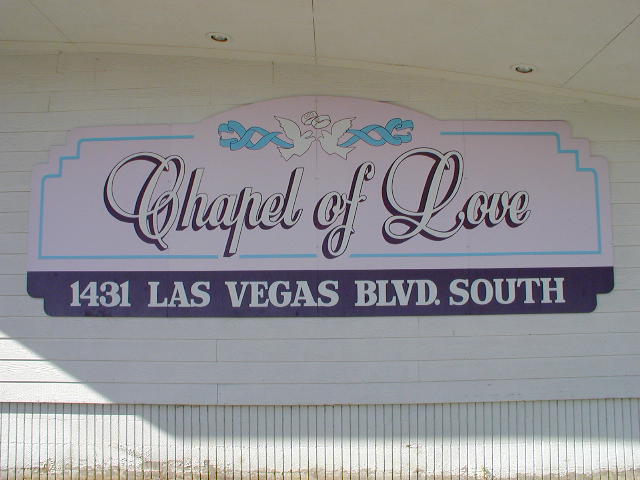 Chapel of Love
1431 LAS VEGAS BLVD. SOUTH